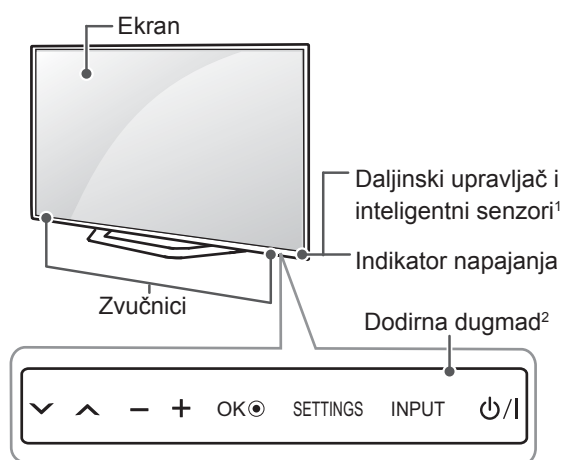 Ekran
Daljinski upravljač i
inteligentni senzori¹
Indikator napajanja
Zvučnici
Dodirna dugmad²
− + OK⦿ SETTINGS INPUT ⏻/I